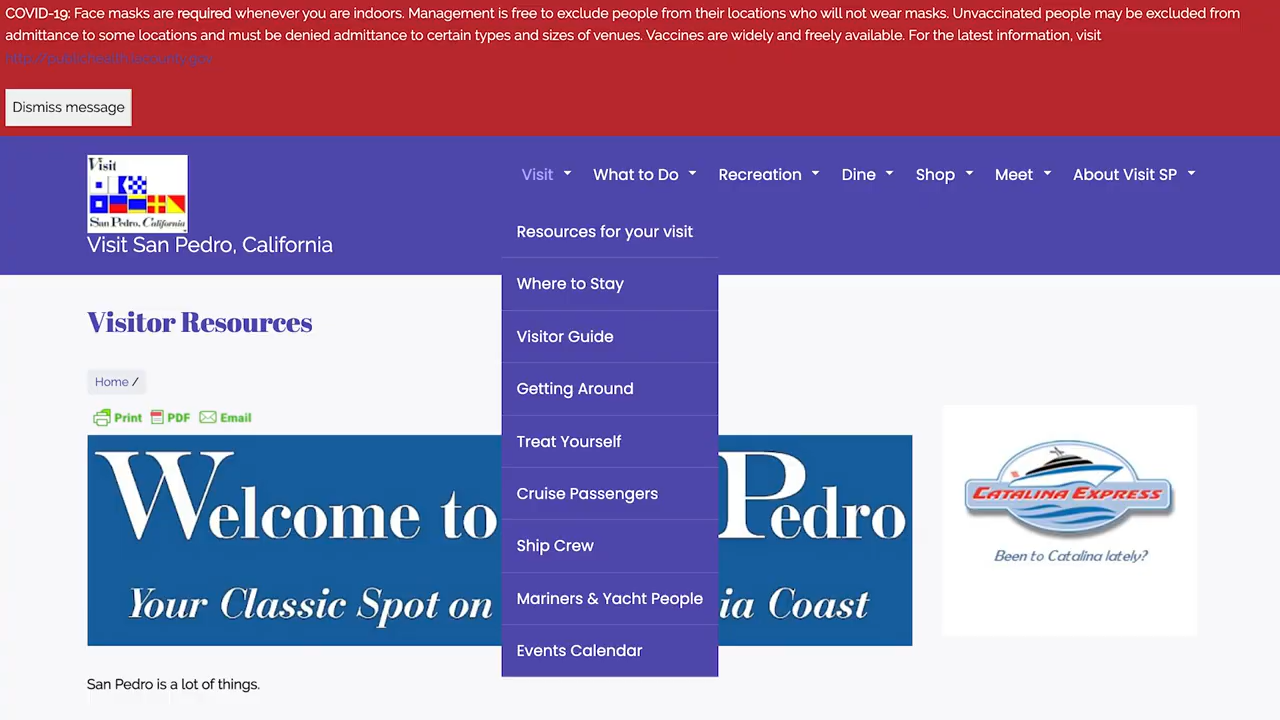 COVID-19: Face masks are required whenever you are indoors. Management is free to exclude people from their locations who will not wear masks. Unvaccinated people may be excluded from
admittance to some locations and must be denied admittance to certain types and sizes of venues. Vaccines are widely and freely available. For the latest information, visit
http://publichealth.lacounty.gov
Dismiss message
Visit
San Pedro, California
Visit San Pedro, California
Visit What to Do Recreation Dine Shop Meet About Visit SP
Resources for your visit
Where to Stay
Visitor Guide
Getting Around
Treat Yourself
Cruise Passengers
Ship Crew
Mariners & Yacht People
Events Calendar
Visitor Resources
Home /
Print PDF Email
Welcome to Pedro
Your Classic Spot on ia Coast
CATALINA EXPRESS
Been to Catalina lately?
San Pedro is a lot of things.